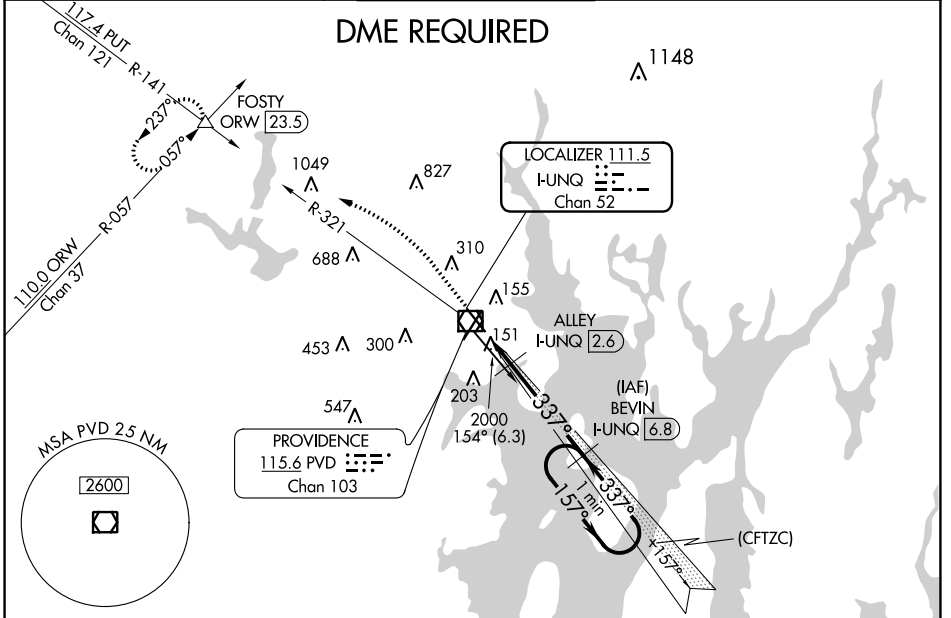 DME REQUIRED
117.4 PUT
Chan 121
R-141
1148
FOSTY
ORW 23.5
237°
057°
R-057
110.0 ORW
Chan 37
LOCALIZER 111.5
I-UNQ
Chan 52
1049
827
R-321
688
310
155
151
453
300
203
547
ALLEY
I-UNQ 2.6
(IAF)
BEVIN
I-UNQ 6.8
2000
154° (6.3)
337°
337°
1 min
157°
×157°
(CFTZC)
PROVIDENCE
115.6 PVD
Chan 103
MSA PVD 25 NM
2600